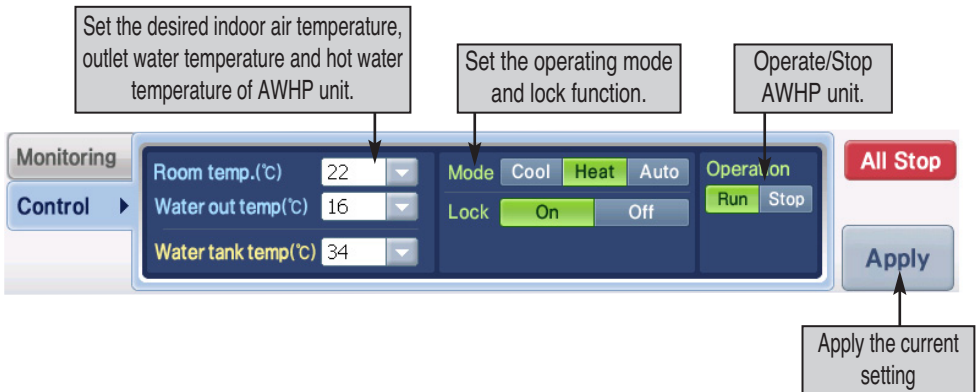 Set the desired indoor air temperature,
outlet water temperature and hot water
temperature of AWHP unit.
Set the operating mode
and lock function.
Operate/Stop
AWHP unit.
Monitoring
Control
Room temp.(℃) 22
Water out temp(℃) 16
Water tank temp(℃) 34
Mode Cool Heat Auto
Lock On Off
Operation
Run Stop
All Stop
Apply
Apply the current
setting